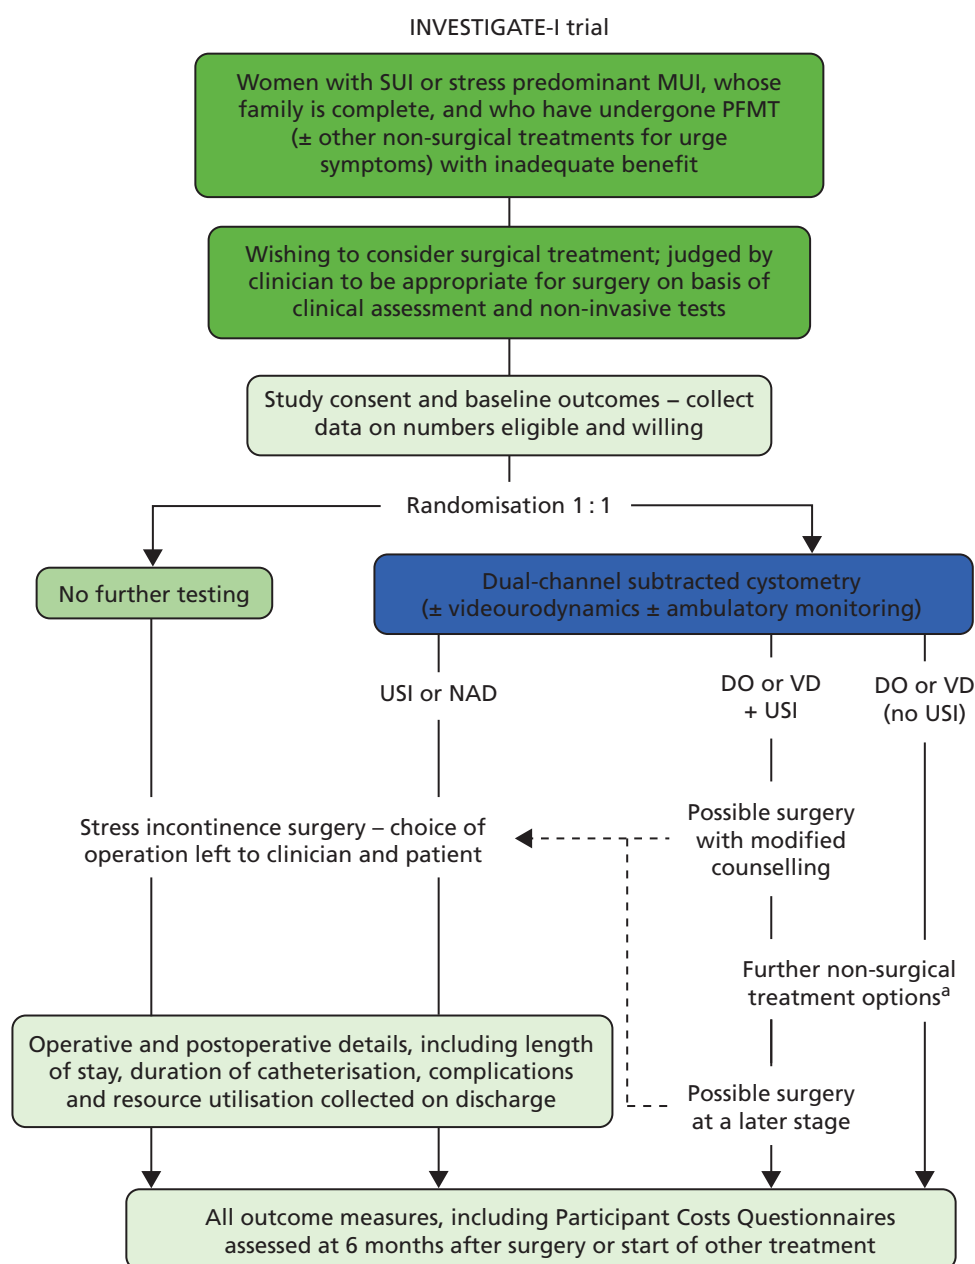 INVESTIGATE-I trial
Women with SUI or stress predominant MUI, whose
family is complete, and who have undergone PFMT
(± other non-surgical treatments for urge
symptoms) with inadequate benefit
Wishing to consider surgical treatment; judged by
clinician to be appropriate for surgery on basis of
clinical assessment and non-invasive tests
Study consent and baseline outcomes – collect
data on numbers eligible and willing
Randomisation 1 : 1
No further testing
Dual-channel subtracted cystometry
(± videourodynamics ± ambulatory monitoring)
USI or NAD
DO or VD
+ USI
DO or VD
(no USI)
Stress incontinence surgery – choice of
operation left to clinician and patient
Possible surgery
with modified
counselling
Further non-surgical
treatment optionsᵃ
Operative and postoperative details, including length
of stay, duration of catheterisation, complications
and resource utilisation collected on discharge
Possible surgery
at a later stage
All outcome measures, including Participant Costs Questionnaires
assessed at 6 months after surgery or start of other treatment